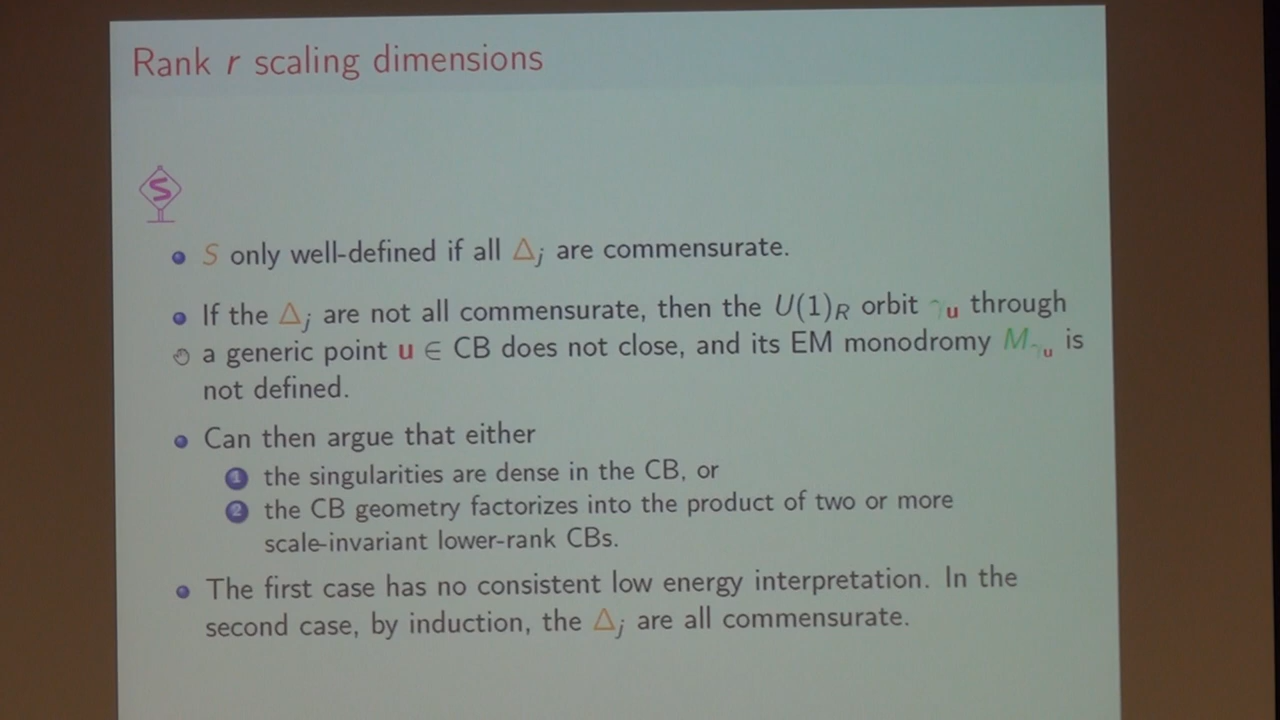 Rank r scaling dimensions
S
S only well-defined if all Δj are commensurate.
If the Δj are not all commensurate, then the U(1)R orbit γu through
a generic point u ∈ CB does not close, and its EM monodromy Mγu is
not defined.
Can then argue that either
1 the singularities are dense in the CB, or
2 the CB geometry factorizes into the product of two or more
scale-invariant lower-rank CBs.
The first case has no consistent low energy interpretation. In the
second case, by induction, the Δj are all commensurate.